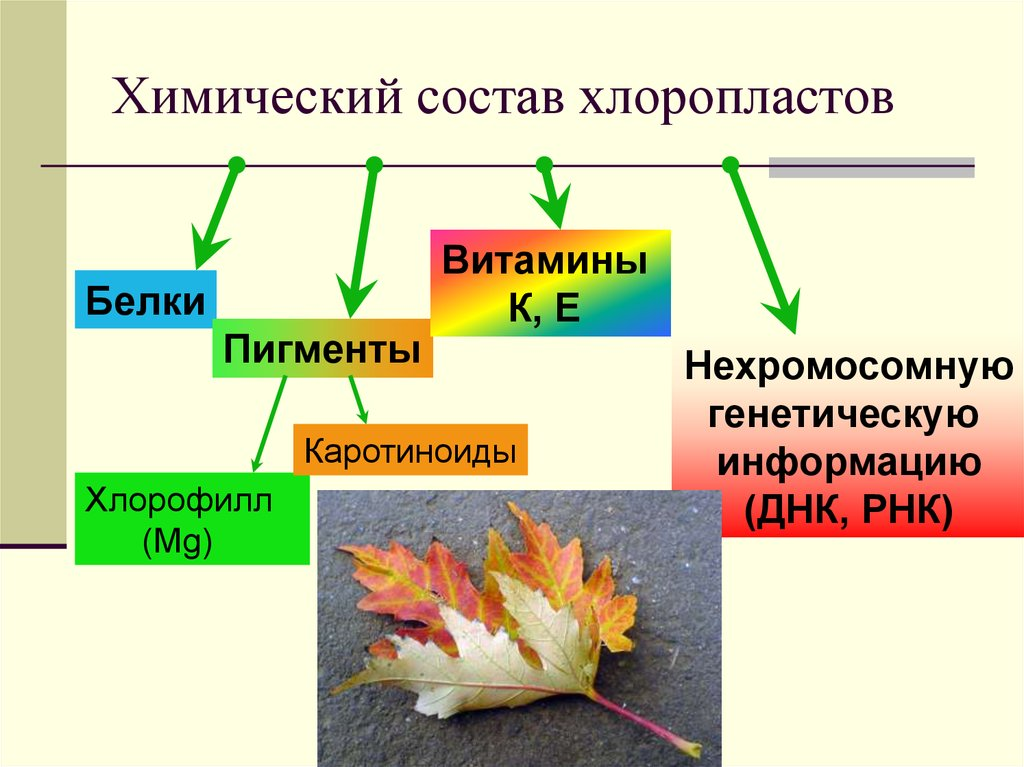 Химический состав хлоропластов
Белки
Пигменты
Витамины
К, Е
Нехромосомную
генетическую
информацию
(ДНК, РНК)
Каротиноиды
Хлорофилл
(Mg)